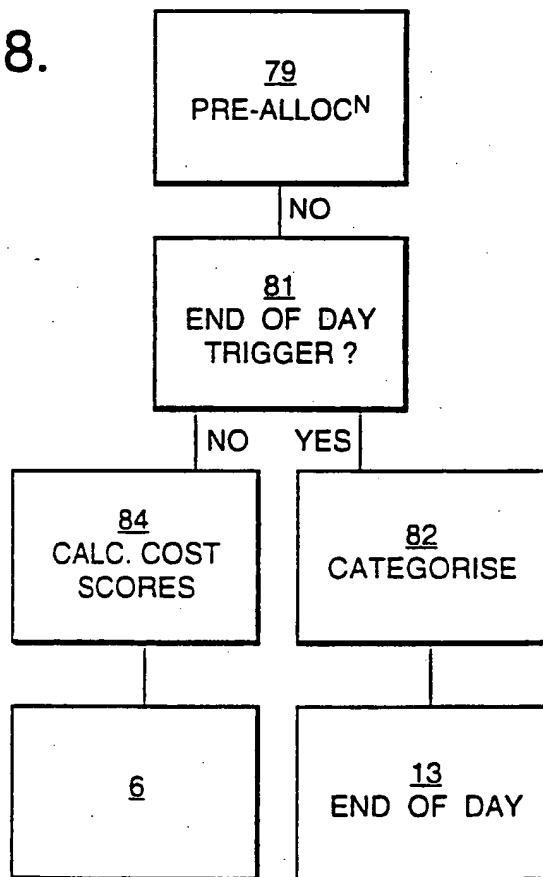 8.
79
PRE-ALLOCN
NO
81
END OF DAY
TRIGGER ?
NO YES
84
CALC. COST
SCORES
82
CATEGORISE
6
13
END OF DAY